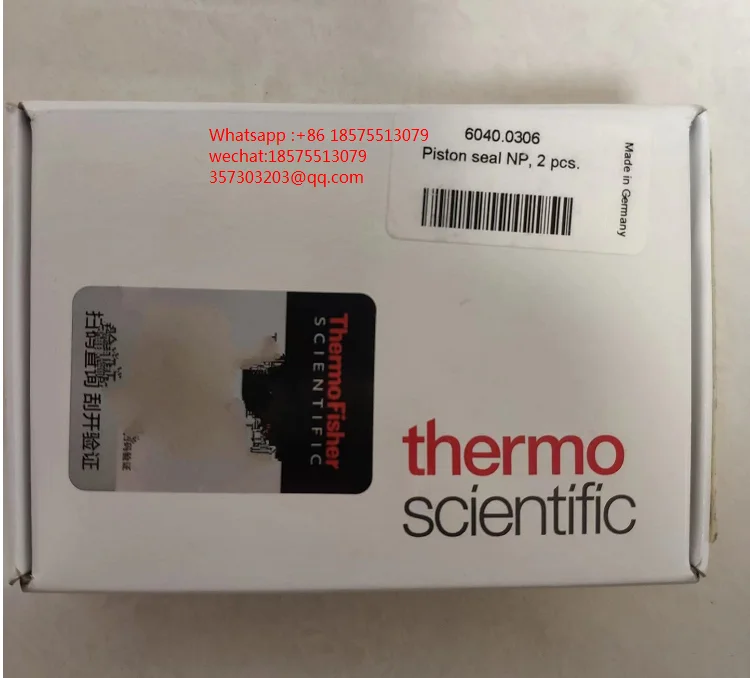 Whatsapp :+86 18575513079
wechat:18575513079
357303203@qq.com
6040.0306
Piston seal NP, 2 pcs.
Made in Germany
ThermoFisher
SCIENTIFIC
扫码查询 刮开验证
thermo
scientific